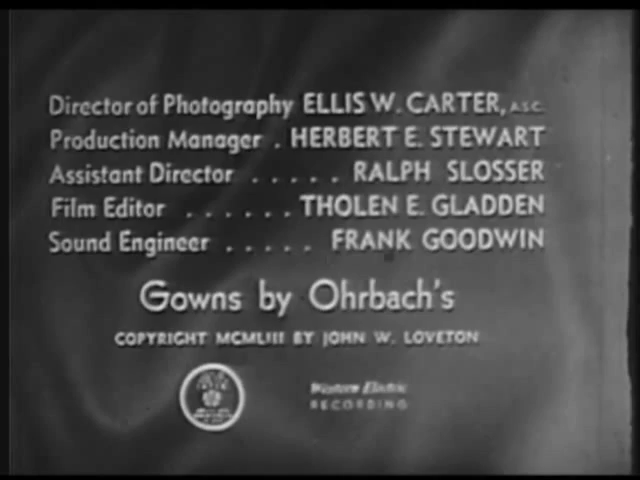 Director of Photography ELLIS W. CARTER, A.S.C.
Production Manager . HERBERT E. STEWART
Assistant Director . . . . . RALPH SLOSSER
Film Editor . . . . . . THOLEN E. GLADDEN
Sound Engineer . . . . . FRANK GOODWIN
Gowns by Ohrbach's
COPYRIGHT MCMLIII BY JOHN W. LOVETON
Western Electric
RECORDING